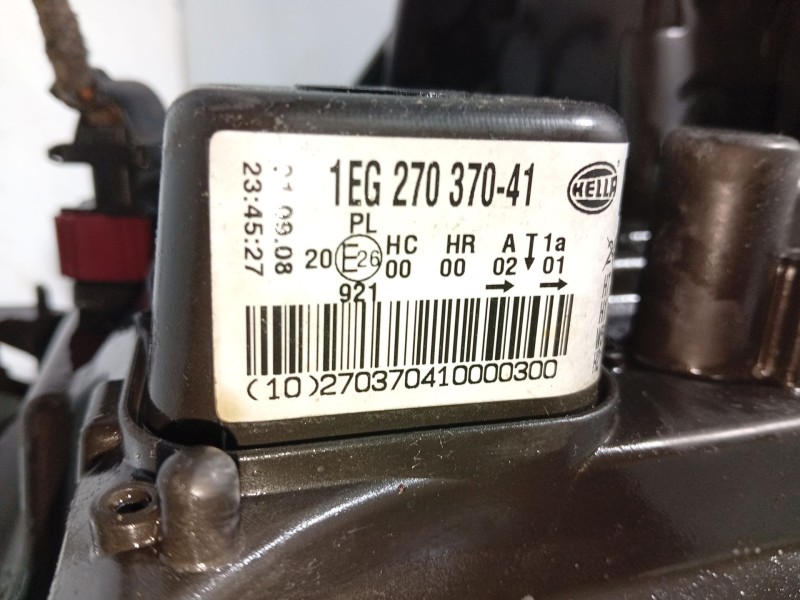 1EG 270 370-41
HELLA
23:45:27
09.08
PL
20 E26 HC HR A 1a
00 00 02 01
921
(10)270370410000300